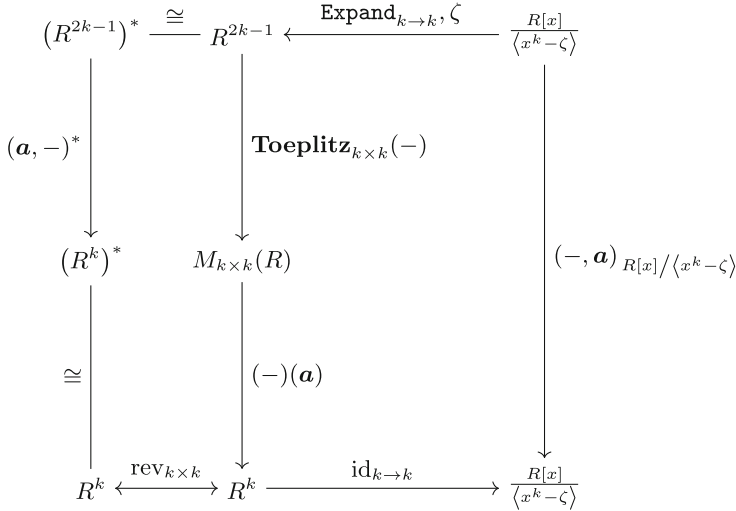 (R^{2k−1})^* ≅ R^{2k−1} Expand_{k→k}, ζ R[x]/⟨x^k−ζ⟩
(a, −)^* Toeplitz_{k×k}(−)
(R^k)^* M_{k×k}(R) (−, a)_{R[x]/⟨x^k−ζ⟩}
≅ (−)(a)
R^k rev_{k×k} R^k id_{k→k} R[x]/⟨x^k−ζ⟩